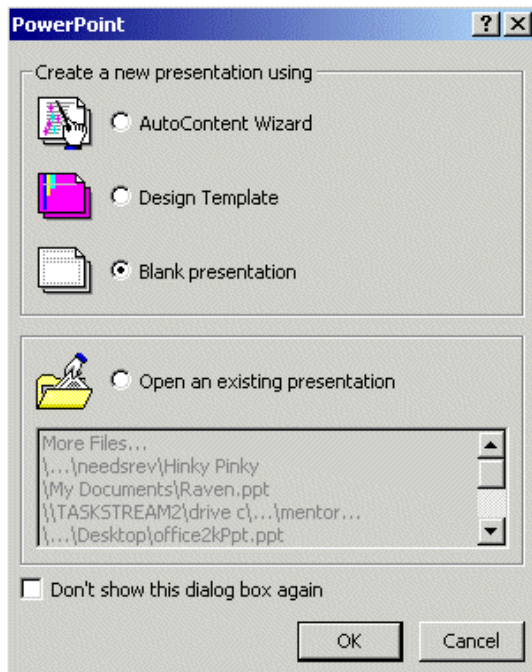 PowerPoint
Create a new presentation using
AutoContent Wizard
Design Template
Blank presentation
Open an existing presentation
More Files...
\...\needsrev\Hinky Pinky
\My Documents\Raven.ppt
\\TASKSTREAM2\drive c\...\mentor...
\...\Desktop\office2kPpt.ppt
Don't show this dialog box again
OK
Cancel